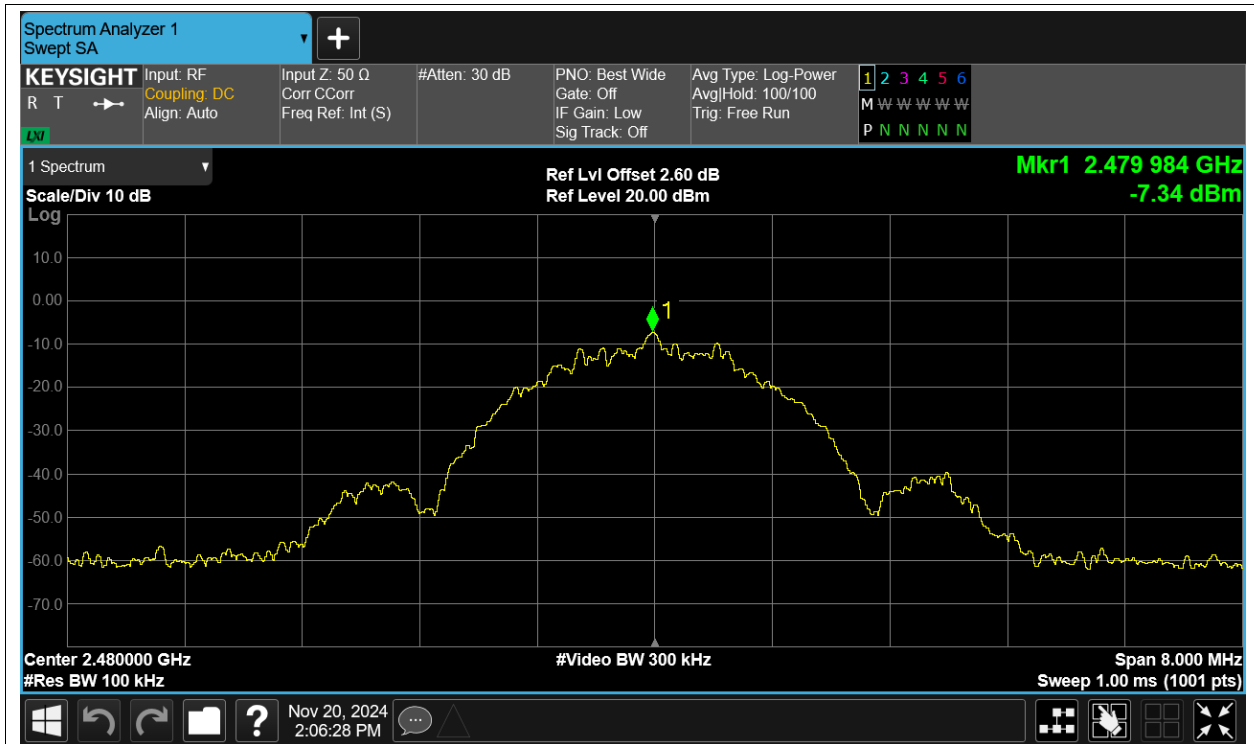 Spectrum Analyzer 1
Swept SA
+
KEYSIGHT
R T
LXI
Input: RF
Coupling: DC
Align: Auto
Input Z: 50 Ω
Corr CCorr
Freq Ref: Int (S)
#Atten: 30 dB
PNO: Best Wide
Gate: Off
IF Gain: Low
Sig Track: Off
Avg Type: Log-Power
Avg|Hold: 100/100
Trig: Free Run
1 2 3 4 5 6
M W W W W W
P N N N N N
1 Spectrum
Scale/Div 10 dB
Log
Ref Lvl Offset 2.60 dB
Ref Level 20.00 dBm
Mkr1 2.479 984 GHz
-7.34 dBm
10.0
0.00
1
-10.0
-20.0
-30.0
-40.0
-50.0
-60.0
-70.0
Center 2.480000 GHz
#Res BW 100 kHz
#Video BW 300 kHz
Span 8.000 MHz
Sweep 1.00 ms (1001 pts)
?
Nov 20, 2024
2:06:28 PM